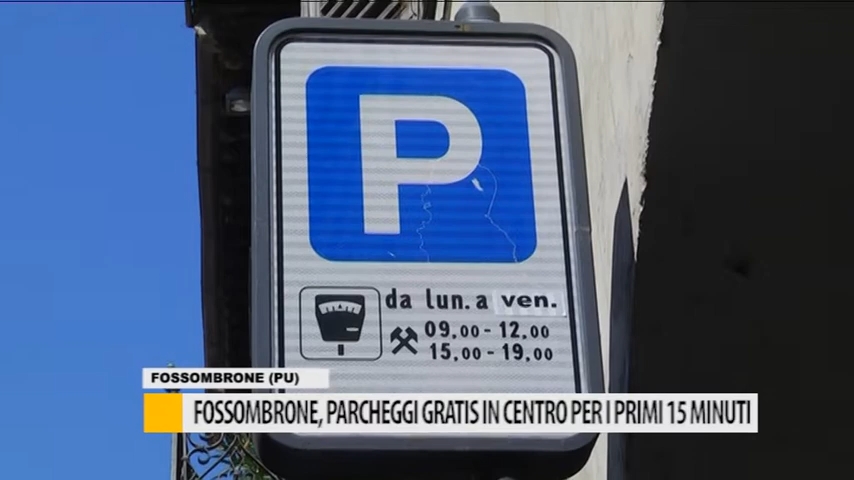 P
da lun. a ven.
09,00 - 12,00
15,00 - 19,00
FOSSOMBRONE (PU)
FOSSOMBRONE, PARCHEGGI GRATIS IN CENTRO PER I PRIMI 15 MINUTI